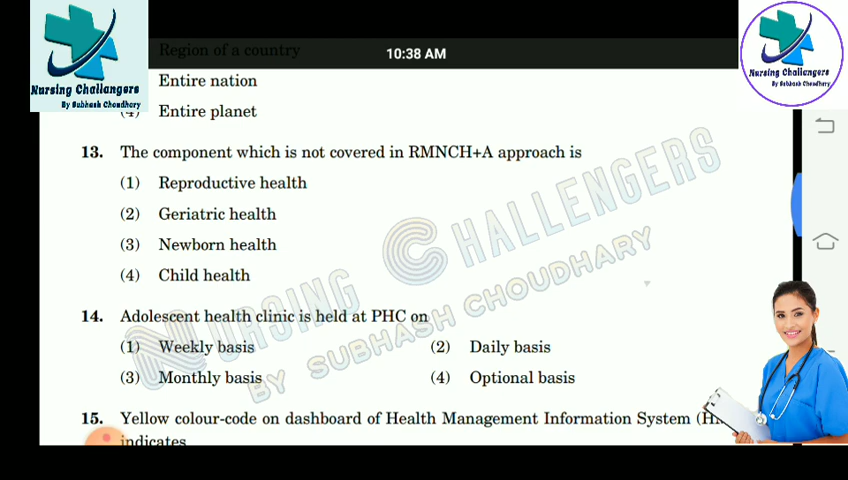 Region of a country
10:38 AM
Nursing Challangers
By Subhash Choudhary
Nursing Challangers
By Subhash Choudhary
Entire nation
(4) Entire planet
13. The component which is not covered in RMNCH+A approach is
(1) Reproductive health
(2) Geriatric health
(3) Newborn health
(4) Child health
NURSING CHALLENGERS
BY SUBHASH CHOUDHARY
14. Adolescent health clinic is held at PHC on
(1) Weekly basis (2) Daily basis
(3) Monthly basis (4) Optional basis
15. Yellow colour-code on dashboard of Health Management Information System
indicates